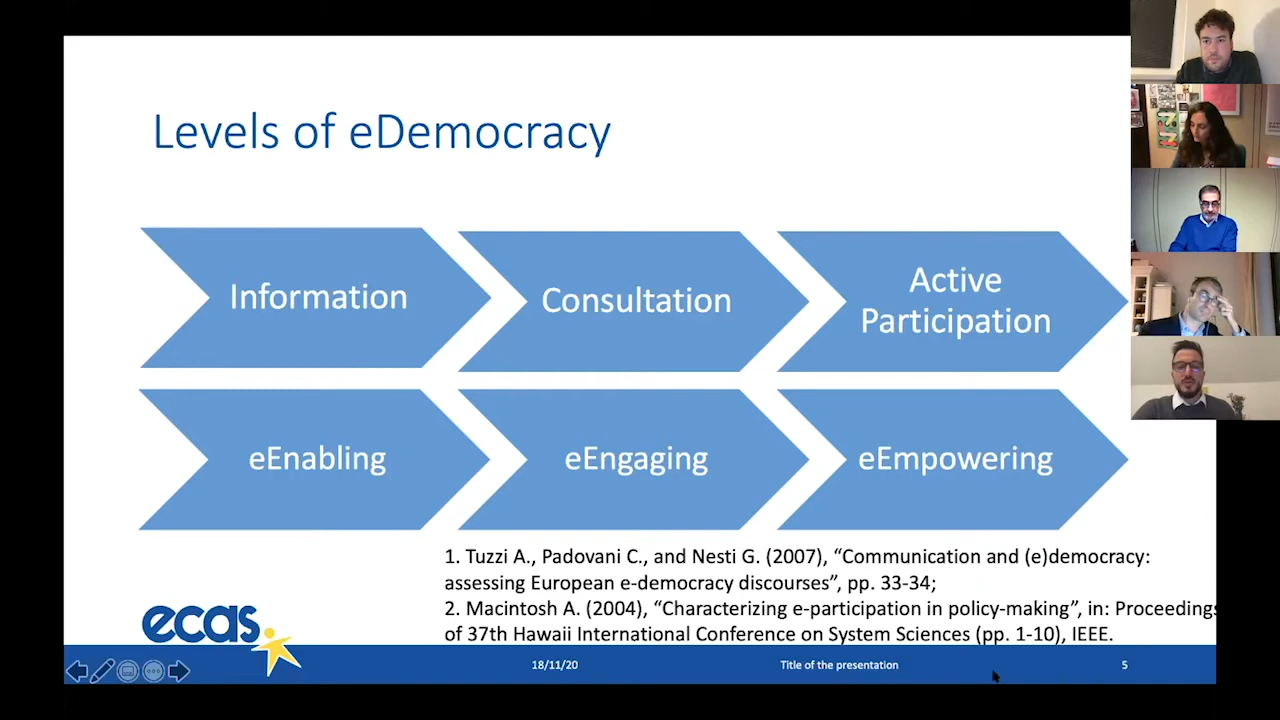 Levels of eDemocracy
Information
Consultation
Active
Participation
eEnabling
eEngaging
eEmpowering
1. Tuzzi A., Padovani C., and Nesti G. (2007), “Communication and (e)democracy:
assessing European e-democracy discourses”, pp. 33-34;
2. Macintosh A. (2004), “Characterizing e-participation in policy-making”, in: Proceedings
of 37th Hawaii International Conference on System Sciences (pp. 1-10), IEEE.
ecas
18/11/20
Title of the presentation
5